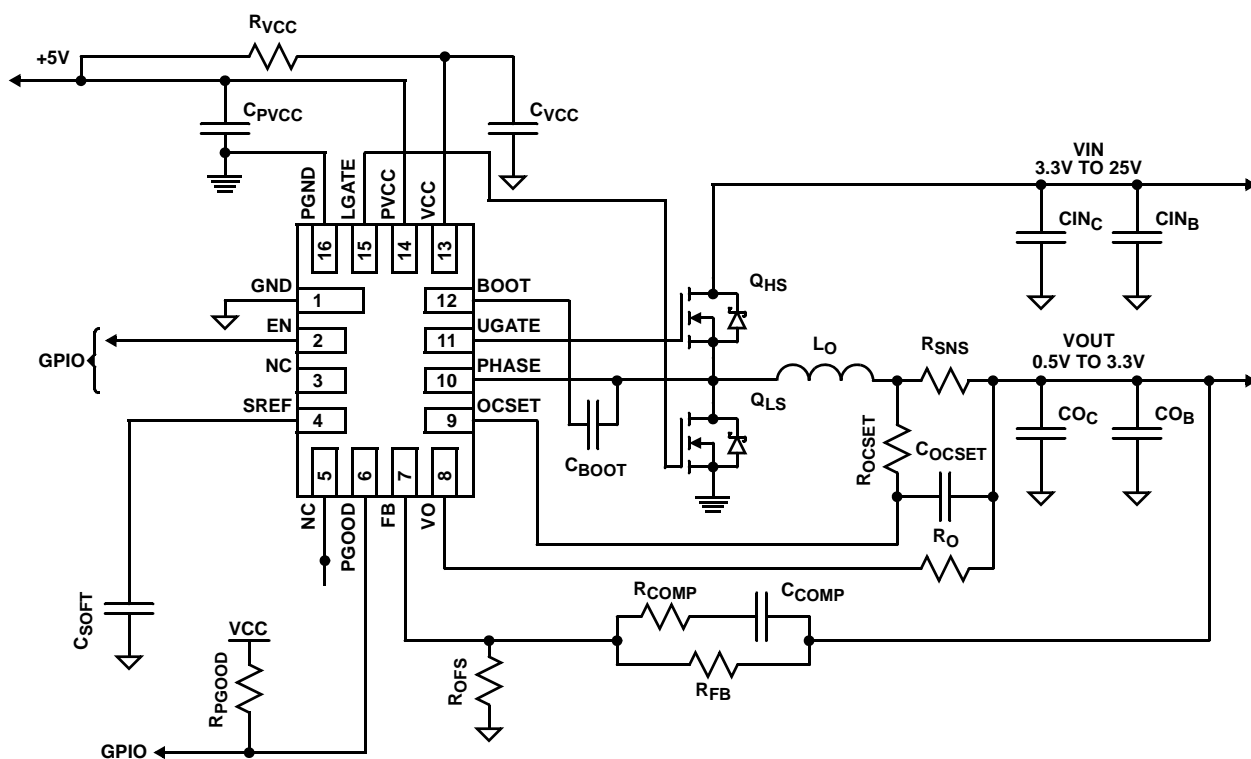 RVCC
+5V
CPVCC
CVCC
PGND
LGATE
PVCC
VCC
16
15
14
13
VIN
3.3V TO 25V
CINC
CINB
GND
1
12
BOOT
QHS
EN
2
11
UGATE
GPIO
NC
3
10
PHASE
LO
RSNS
VOUT
0.5V TO 3.3V
SREF
4
9
OCSET
QLS
CBOOT
ROCSET
COCSET
COC
COB
5
6
7
8
NC
PGOOD
FB
VO
RO
CSOFT
RCOMP
CCOMP
VCC
RPGOOD
ROFS
RFB
GPIO